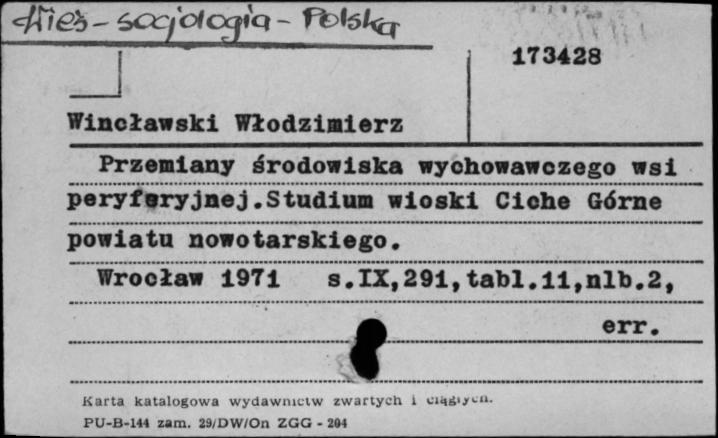 Wieś - socjologia - Polska
173428
Wincławski Włodzimierz
Przemiany środowiska wychowawczego wsi
peryferyjnej.Studium wioski Ciche Górne
powiatu nowotarskiego.
Wrocław 1971 s.IX,291,tabl.11,nlb.2,
err.
Karta katalogowa wydawnictw zwartych i ciągłych.
PU-B-144 zam. 29/DW/On ZGG - 204